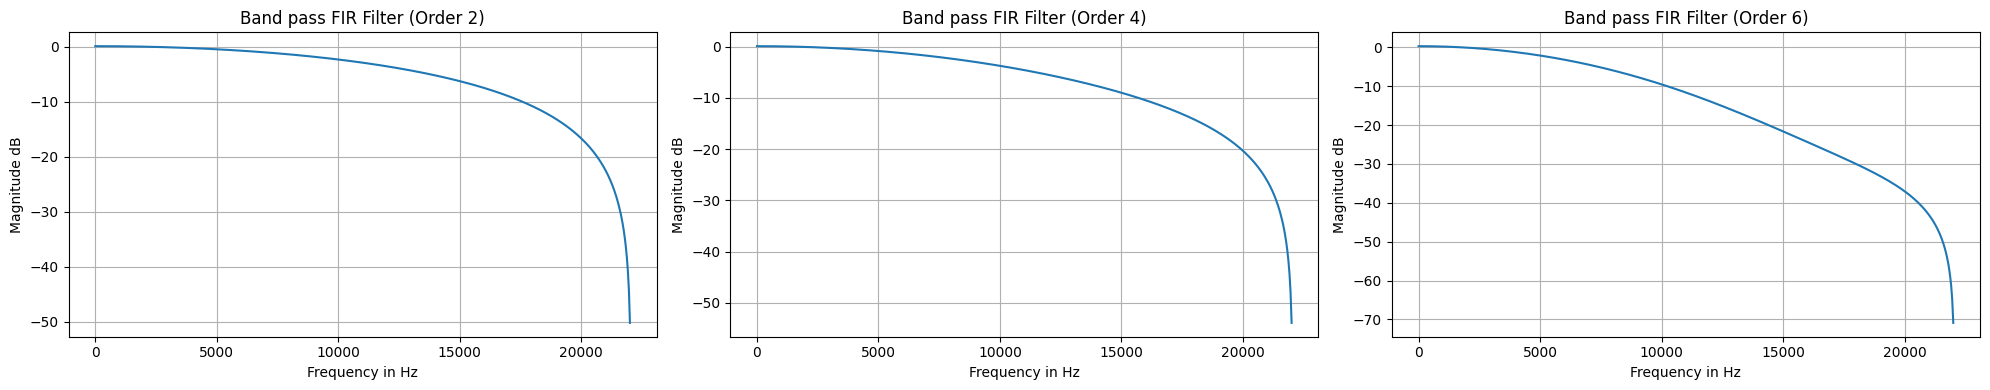 Band pass FIR Filter (Order 2)
0
−10
−20
−30
−40
−50
Magnitude dB
0 5000 10000 15000 20000
Frequency in Hz
Band pass FIR Filter (Order 4)
0
−10
−20
−30
−40
−50
Magnitude dB
0 5000 10000 15000 20000
Frequency in Hz
Band pass FIR Filter (Order 6)
0
−10
−20
−30
−40
−50
−60
−70
Magnitude dB
0 5000 10000 15000 20000
Frequency in Hz